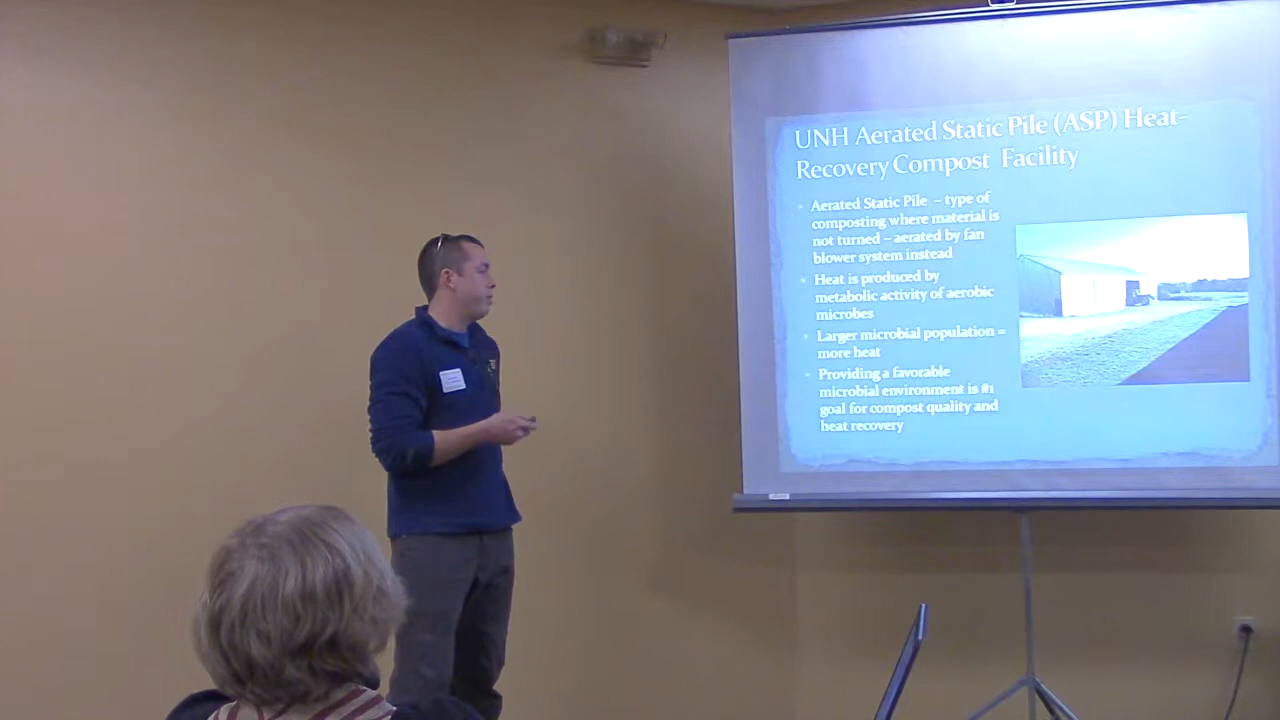 UNH Aerated Static Pile (ASP) Heat-
Recovery Compost Facility
Aerated Static Pile – type of
composting where material is
not turned – aerated by fan
blower system instead
Heat is produced by
metabolic activity of aerobic
microbes
Larger microbial population =
more heat
Providing a favorable
microbial environment is #1
goal for compost quality and
heat recovery